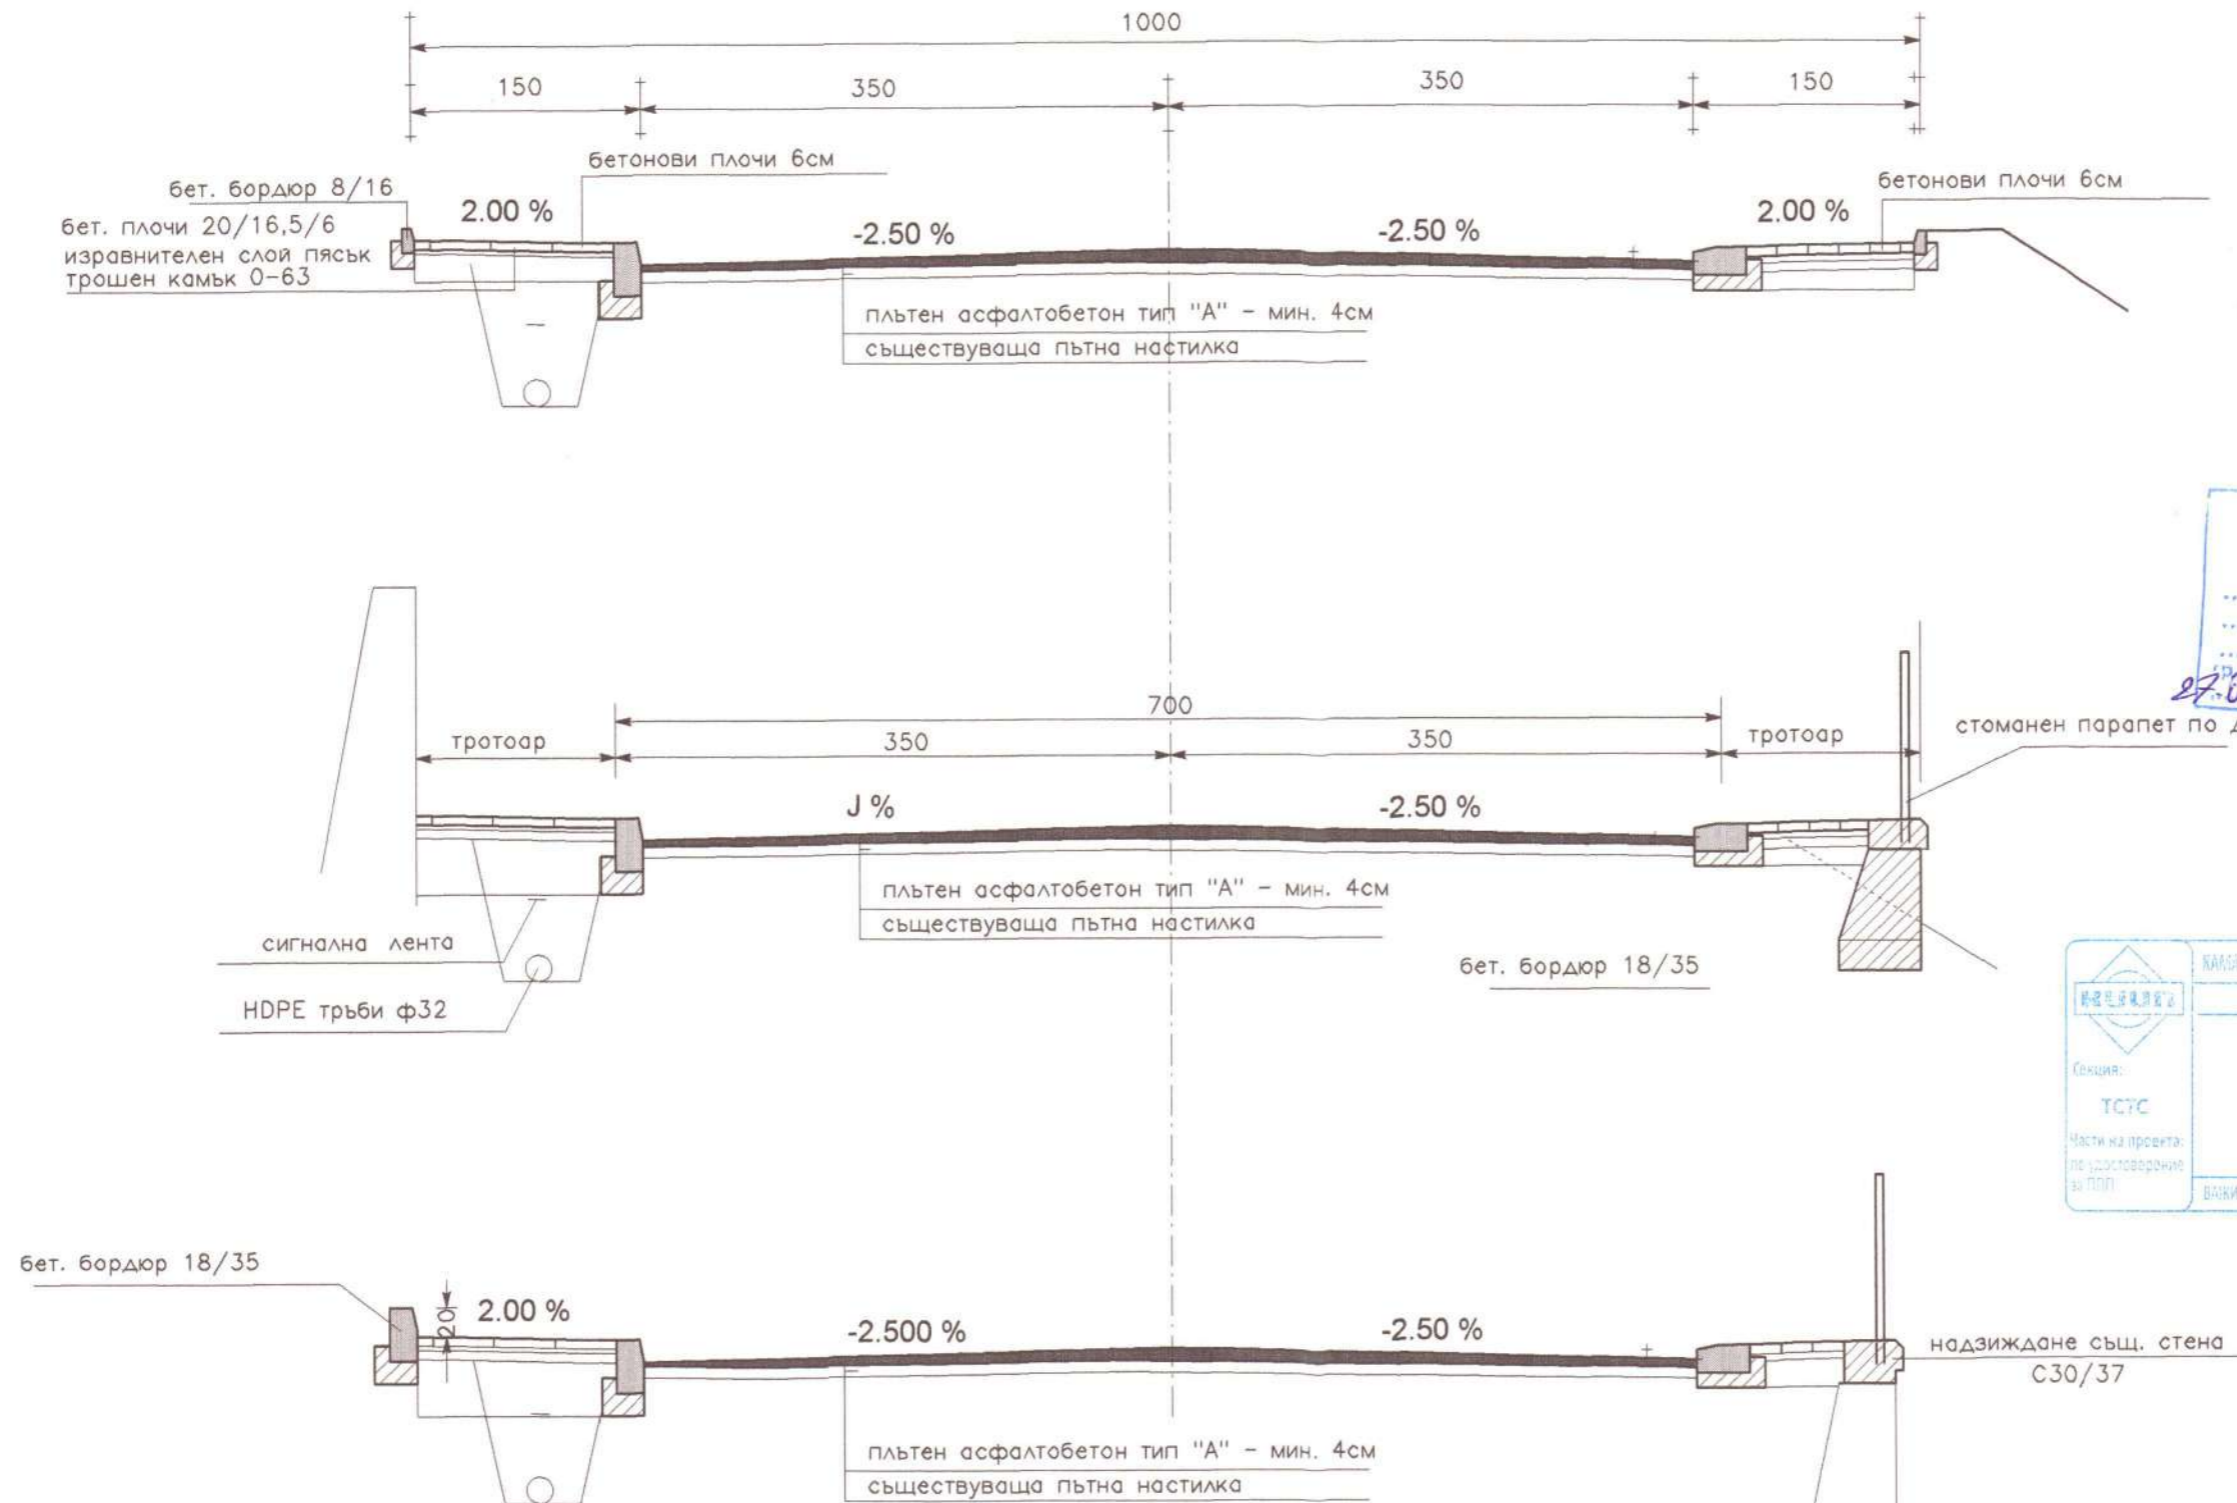 1000
150
350
350
150
бетонови плочи 6см
бет. бордюр 8/16
бетонови плочи 6см
2.00 %
2.00 %
бет. плочи 20/16,5/6
-2.50 %
-2.50 %
изравнителен слой пясък
трошен камък 0-63
плътен асфалтобетон тип "А" - мин. 4см
съществуваща пътна настилка
700
стоманен парапет по
тротоар
350
350
тротоар
J %
-2.50 %
плътен асфалтобетон тип "А" - мин. 4см
съществуваща пътна настилка
сигнална лента
бет. бордюр 18/35
HDPE тръби ф32
Секция:
ТСТС
Части на проекта:
по удостоверение
за ППП
бет. бордюр 18/35
20
2.00 %
-2.500 %
-2.50 %
надзиждане същ. стена
С30/37
плътен асфалтобетон тип "А" - мин. 4см
съществуваща пътна настилка